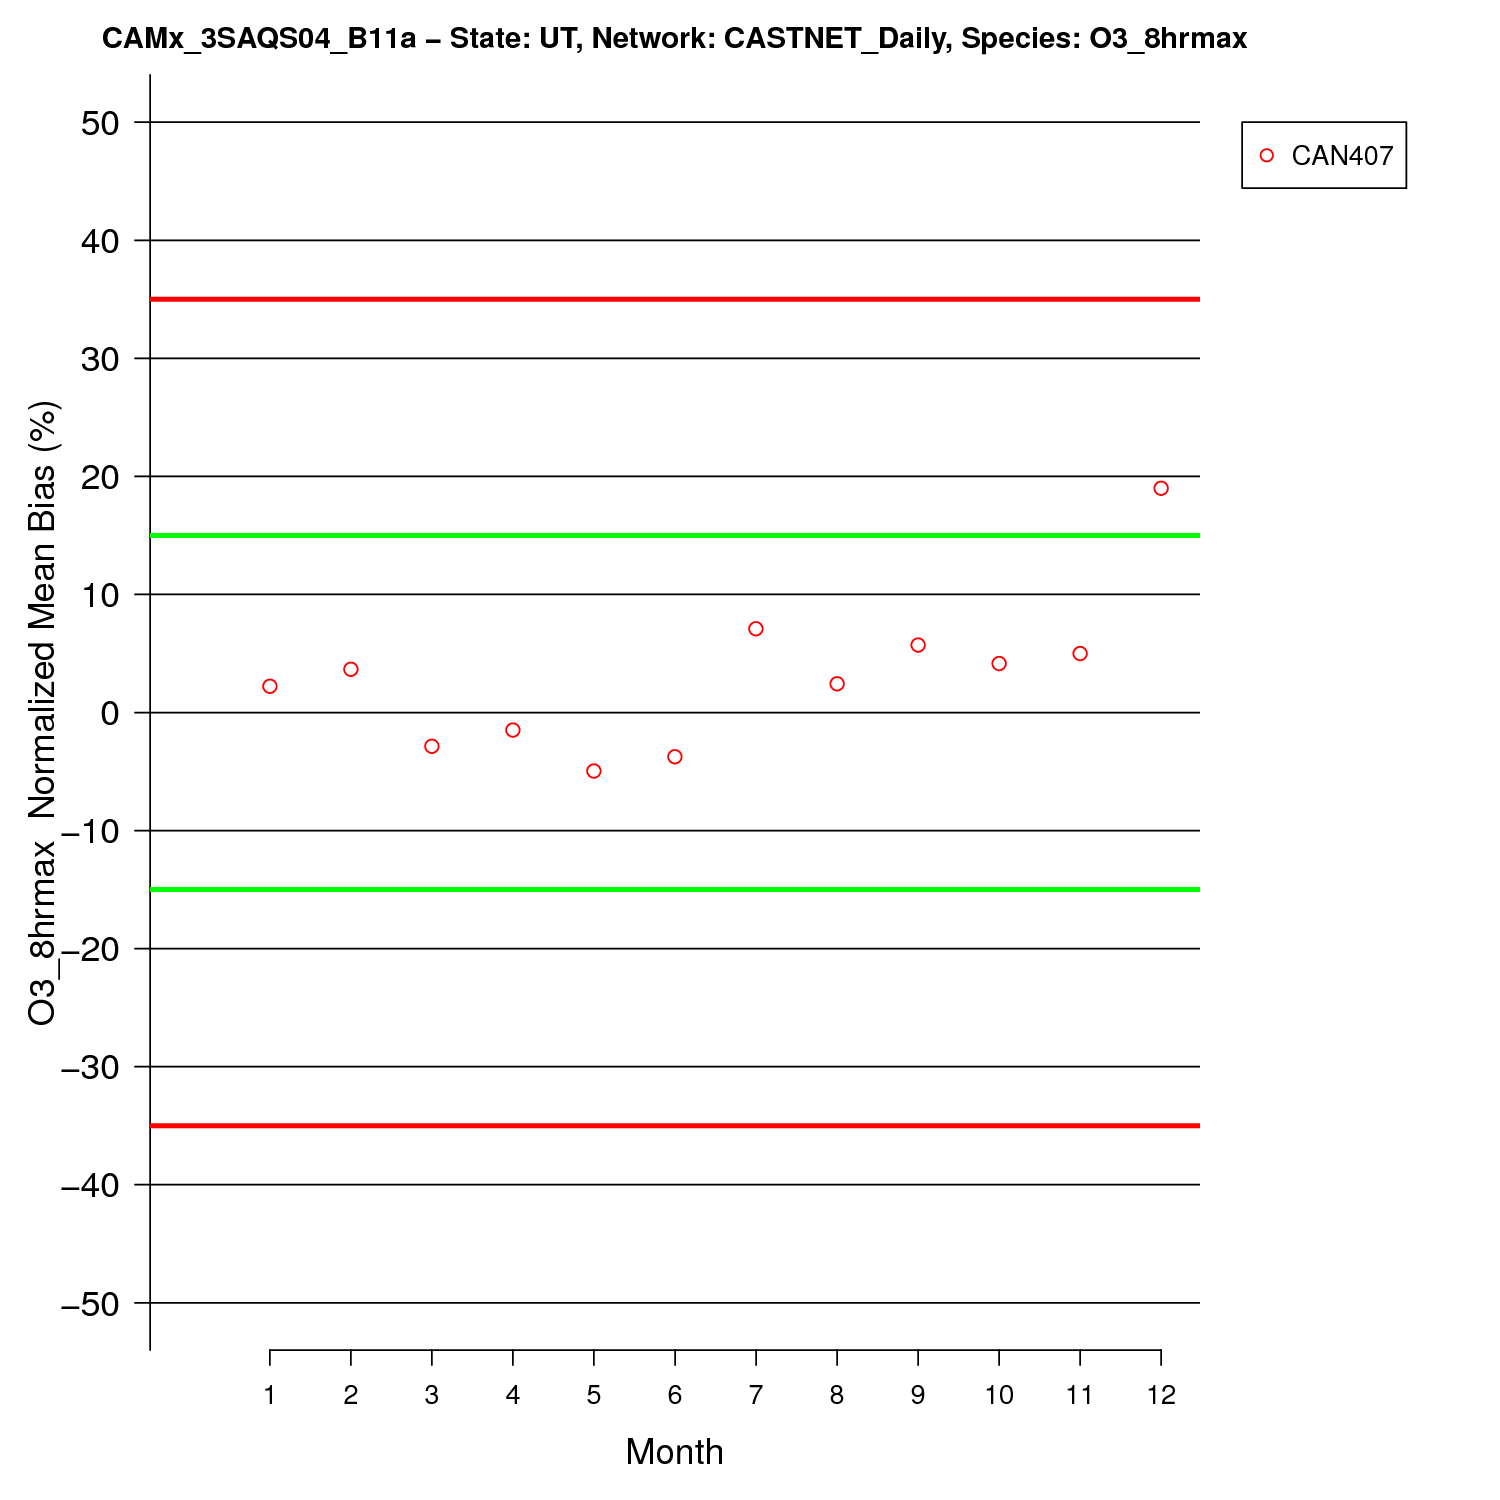 CAMx_3SAQS04_B11a – State: UT, Network: CASTNET_Daily, Species: O3_8hrmax
O3_8hrmax Normalized Mean Bias (%)
50
40
30
20
10
0
−10
−20
−30
−40
−50
1 2 3 4 5 6 7 8 9 10 11 12
Month
CAN407